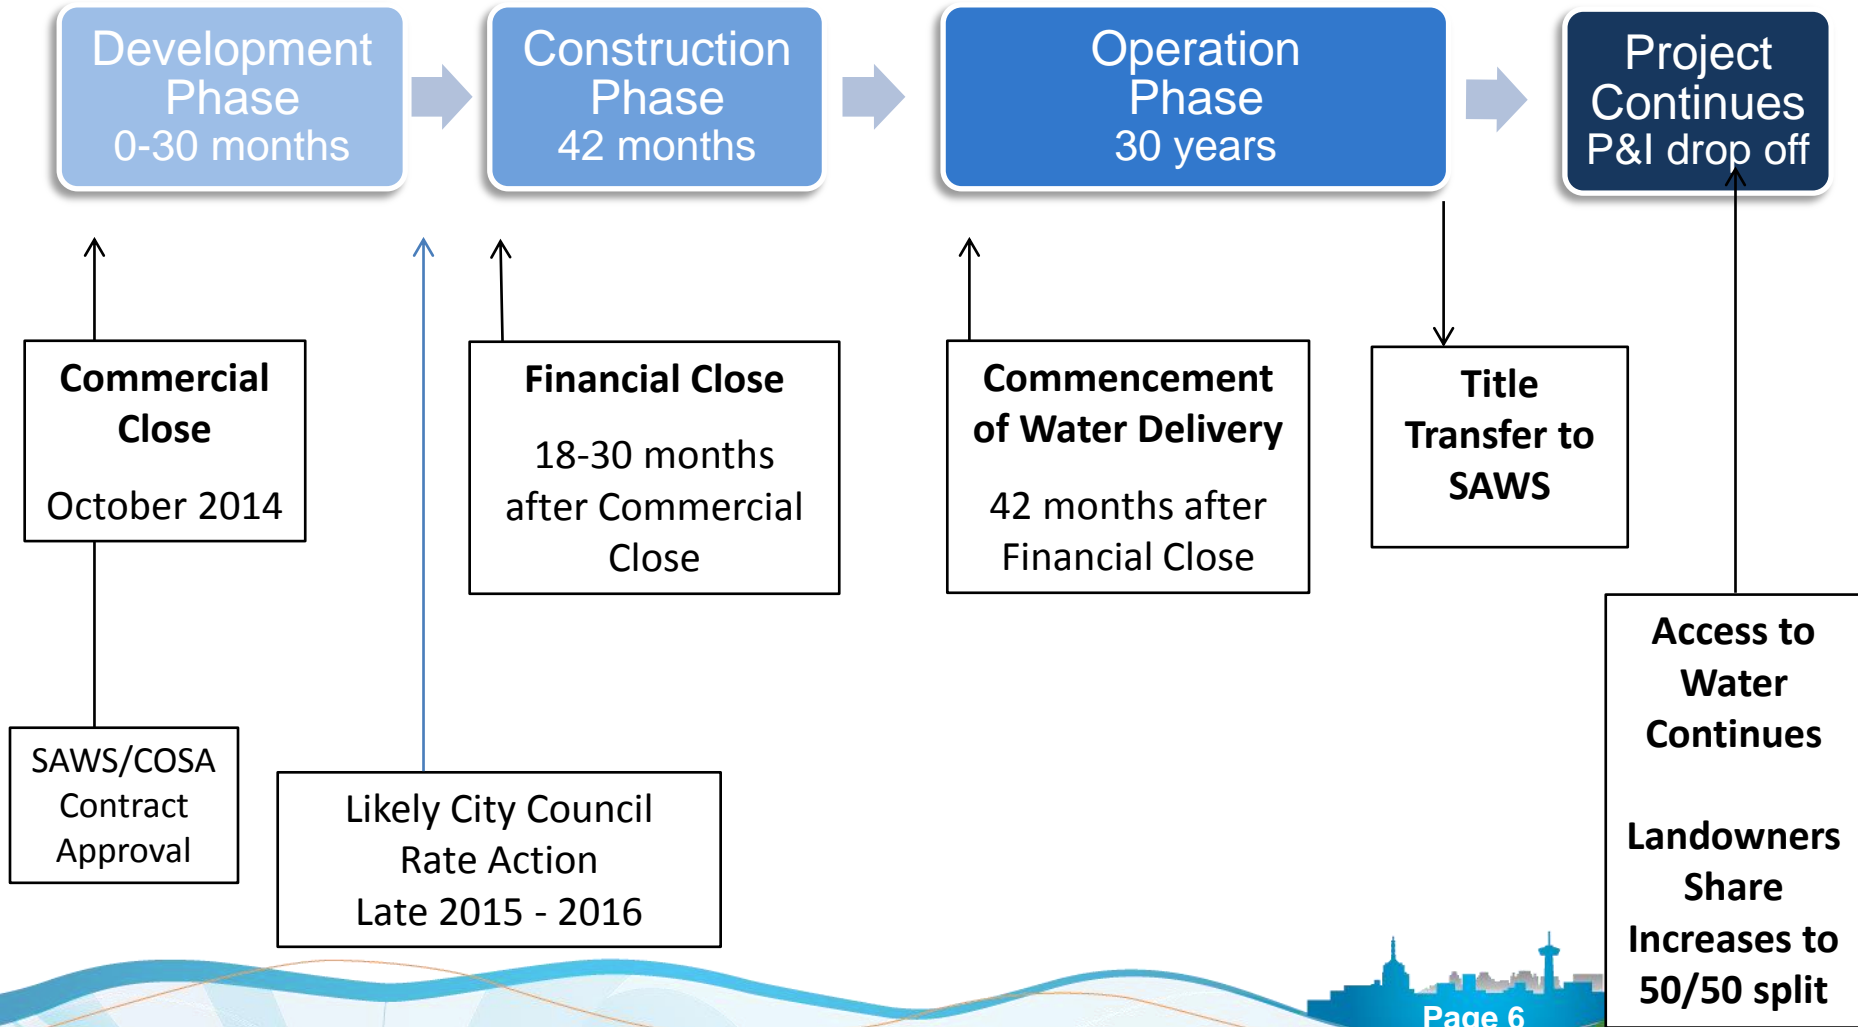 Development
Phase
0-30 months
Construction
Phase
42 months
Operation
Phase
30 years
Project
Continues
P&I drop off
Commercial
Close
October 2014
Financial Close
18-30 months
after Commercial
Close
Commencement
of Water Delivery
42 months after
Financial Close
Title
Transfer to
SAWS
Access to
Water
Continues
Landowners
Share
Increases to
50/50 split
SAWS/COSA
Contract
Approval
Likely City Council
Rate Action
Late 2015 - 2016
Page 6